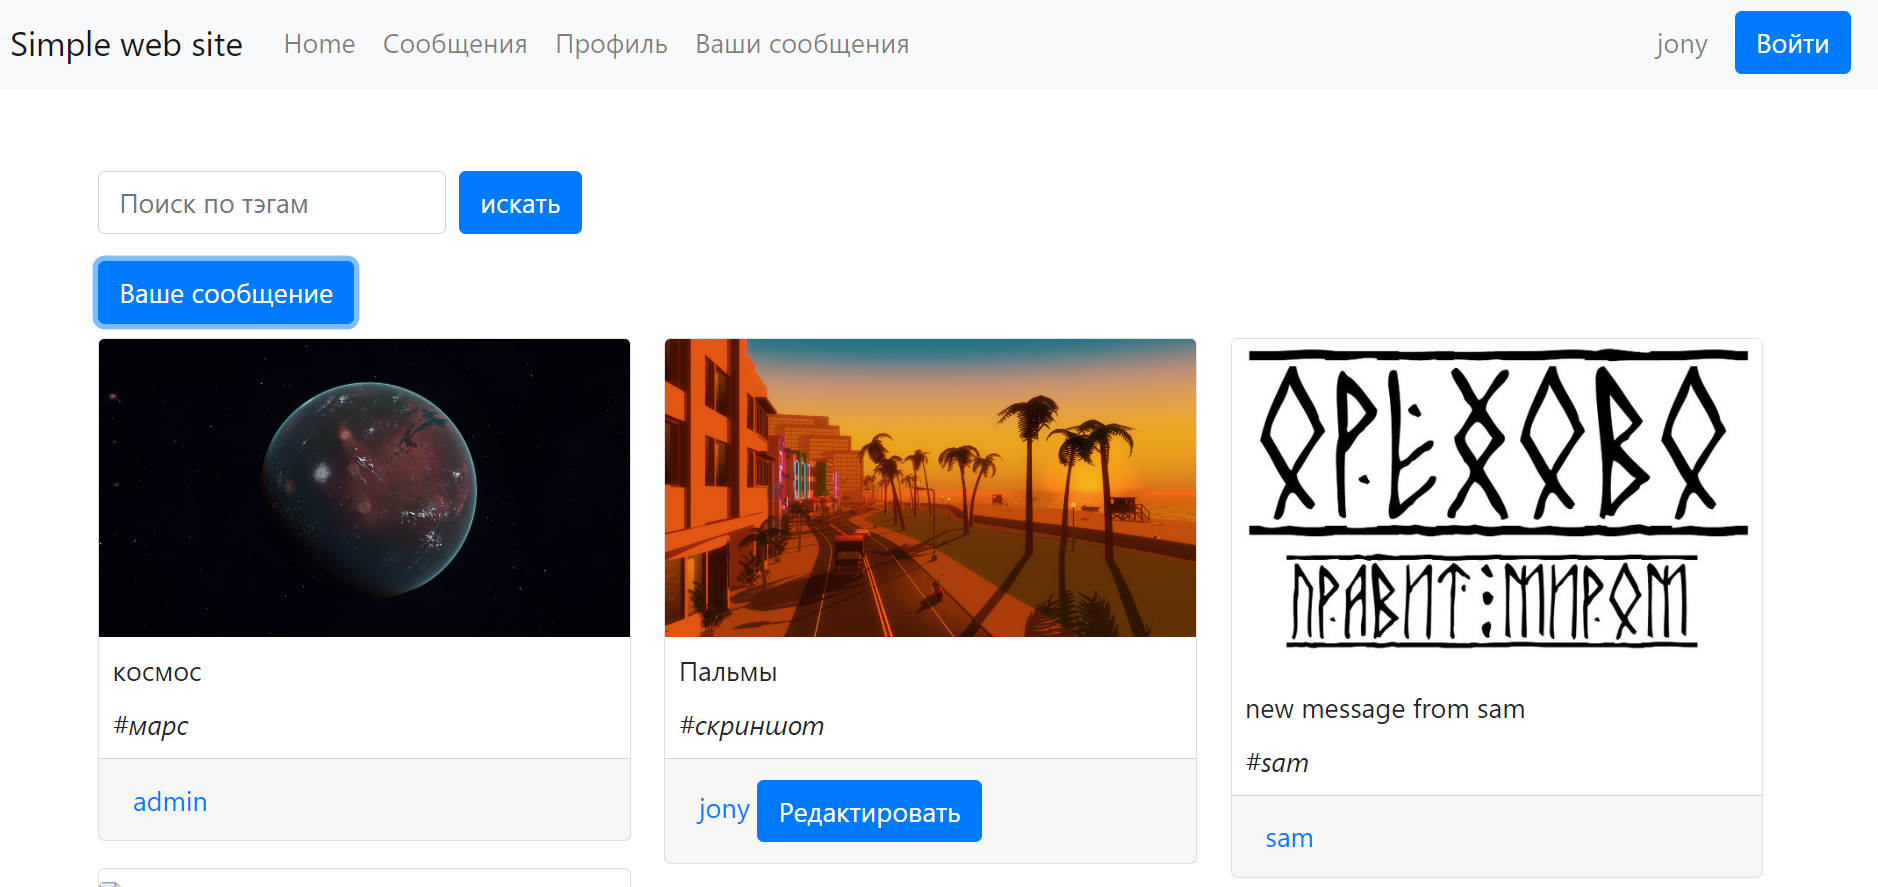 Simple web site Home Сообщения Профиль Ваши сообщения jony Войти
Поиск по тэгам искать
Ваше сообщение
ОРЕХОВО
ПРАВИТ:МИРОМ
космос
#марс
admin
Пальмы
#скриншот
jony Редактировать
new message from sam
#sam
sam